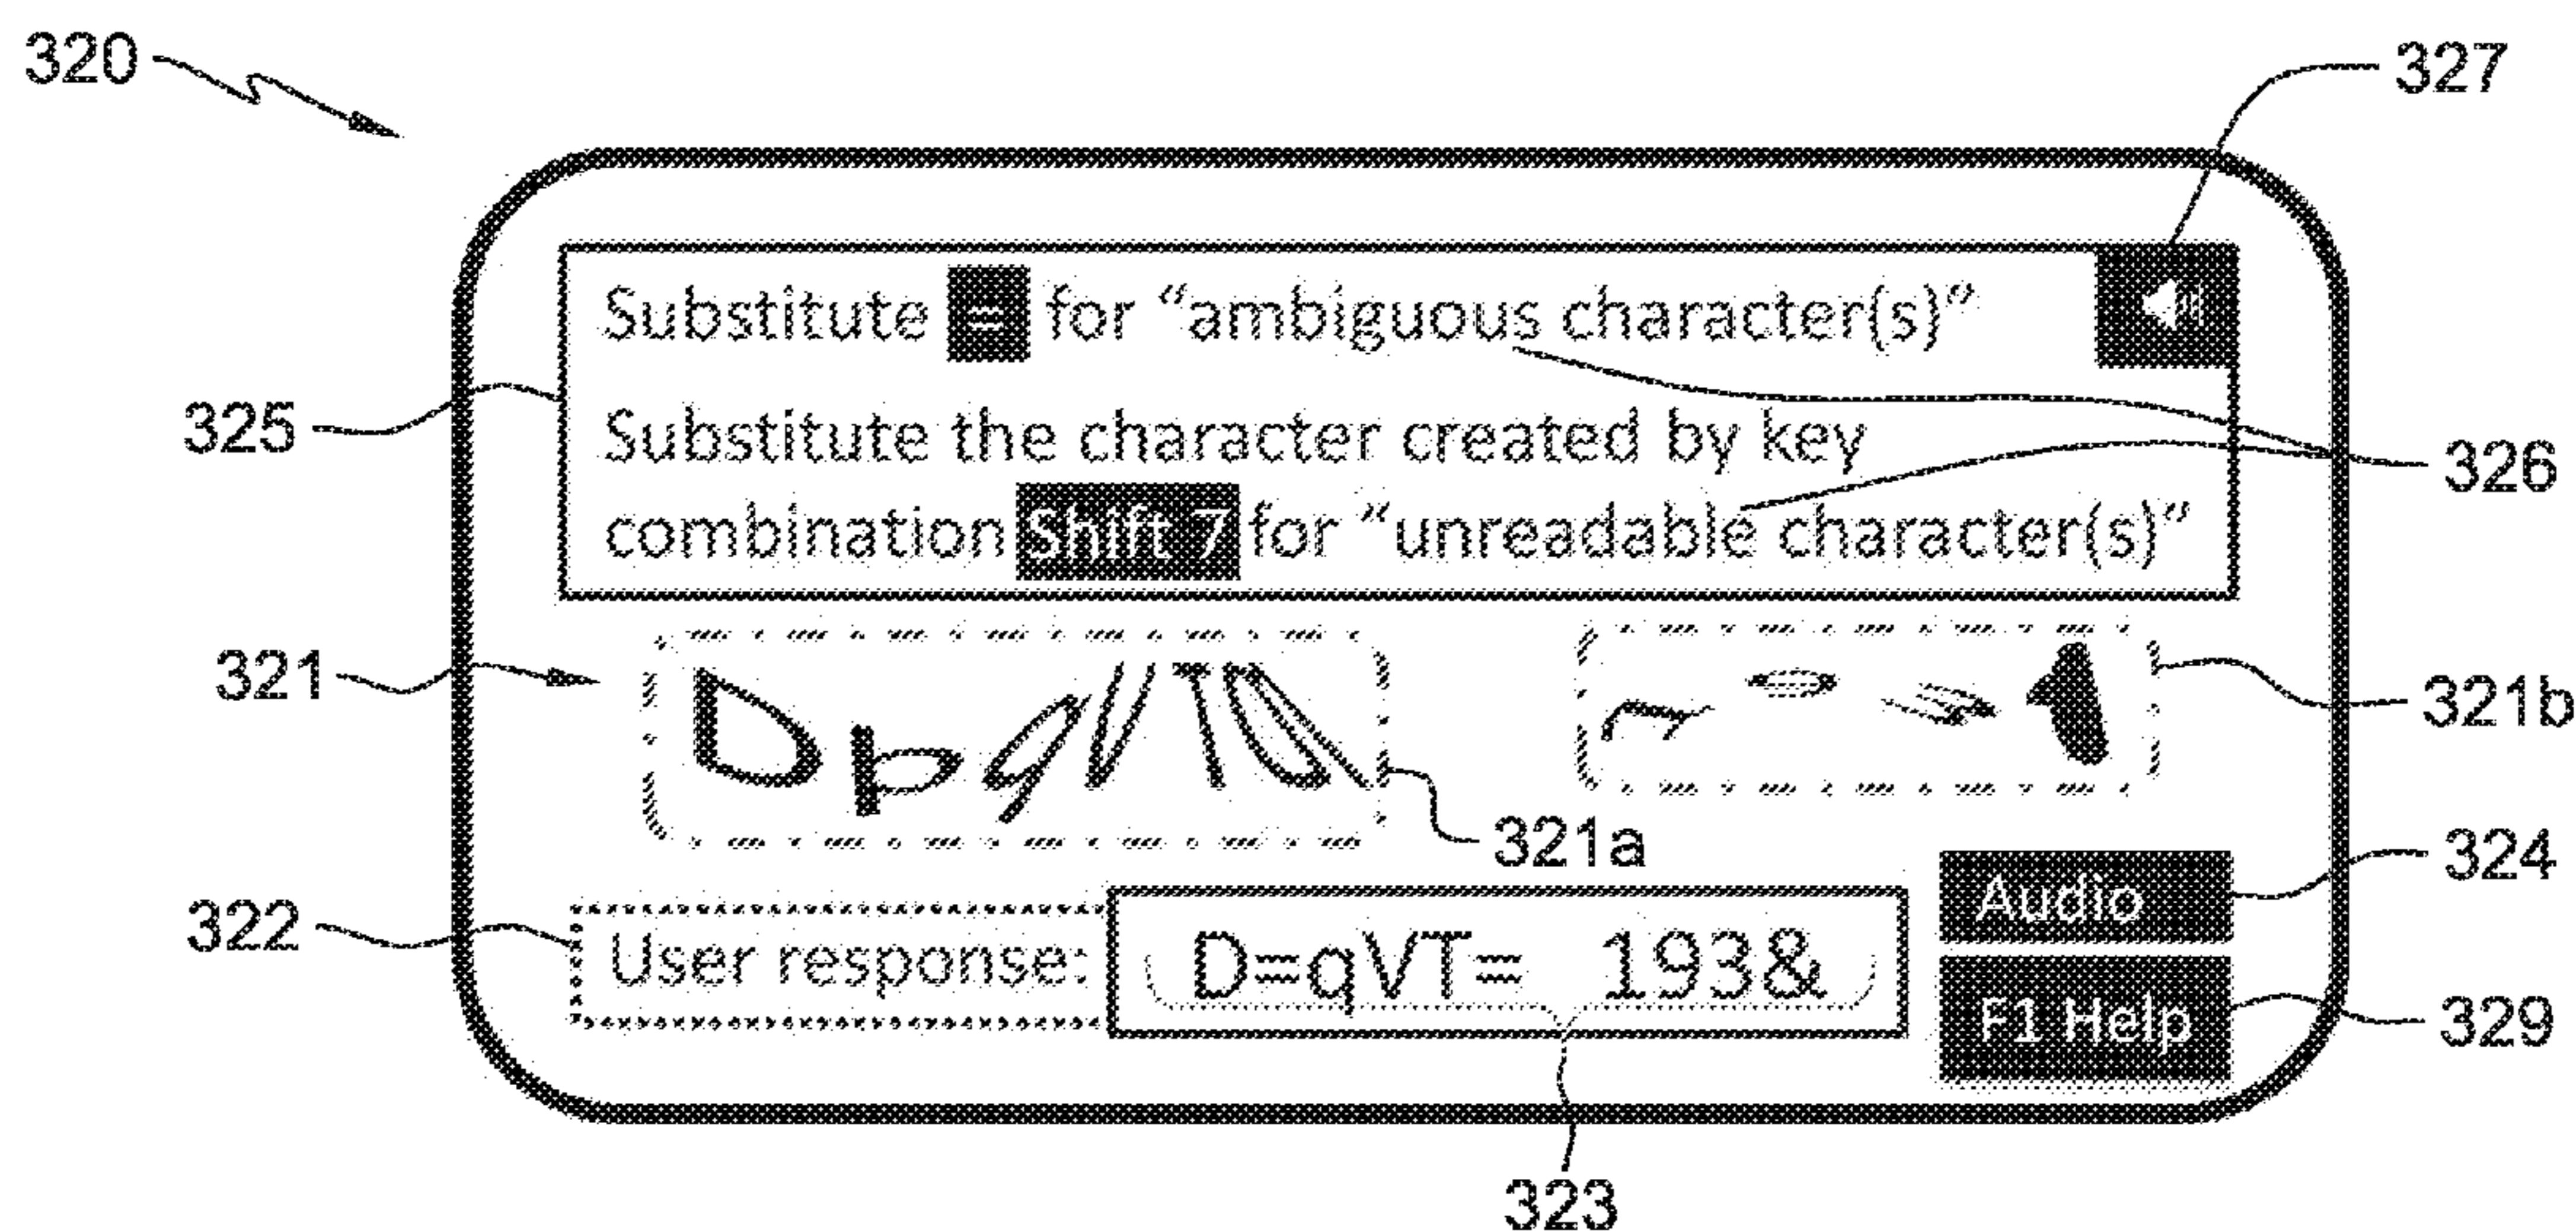 320
327
Substitute = for “ambiguous character(s)”
325
Substitute the character created by key
326
combination Shift 7 for “unreadable character(s)”
321
321b
321a
324
Audio
322
User response: D=qVT= 193&
F1 Help
329
323